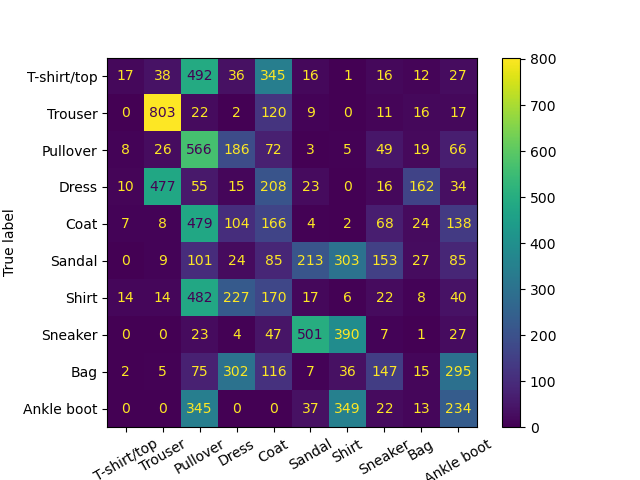 T-shirt/top 17 38 492 36 345 16 1 16 12 27
Trouser 0 803 22 2 120 9 0 11 16 17
Pullover 8 26 566 186 72 3 5 49 19 66
Dress 10 477 55 15 208 23 0 16 162 34
Coat 7 8 479 104 166 4 2 68 24 138
Sandal 0 9 101 24 85 213 303 153 27 85
Shirt 14 14 482 227 170 17 6 22 8 40
Sneaker 0 0 23 4 47 501 390 7 1 27
Bag 2 5 75 302 116 7 36 147 15 295
Ankle boot 0 0 345 0 0 37 349 22 13 234
T-shirt/top Trouser Pullover Dress Coat Sandal Shirt Sneaker Bag Ankle boot
True label
800
700
600
500
400
300
200
100
0